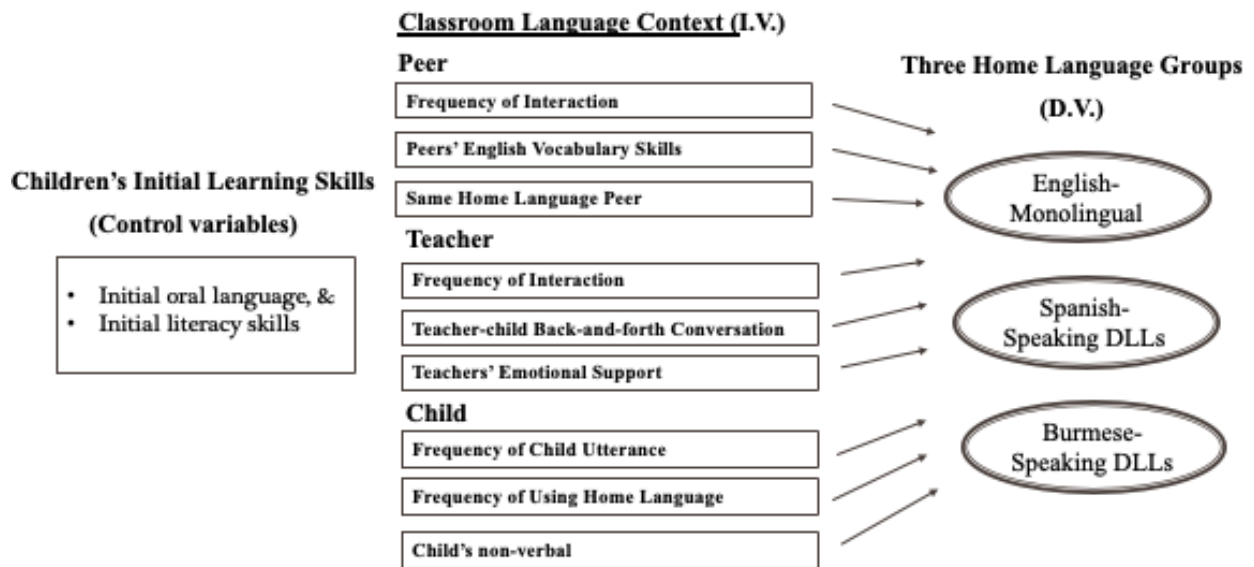 Children's Initial Learning Skills
(Control variables)
• Initial oral language, &
• Initial literacy skills
Classroom Language Context (I.V.)
Peer
Frequency of Interaction
Peers' English Vocabulary Skills
Same Home Language Peer
Teacher
Frequency of Interaction
Teacher-child Back-and-forth Conversation
Teachers' Emotional Support
Child
Frequency of Child Utterance
Frequency of Using Home Language
Child's non-verbal
Three Home Language Groups
(D.V.)
English-
Monolingual
Spanish-
Speaking DLLs
Burmese-
Speaking DLLs